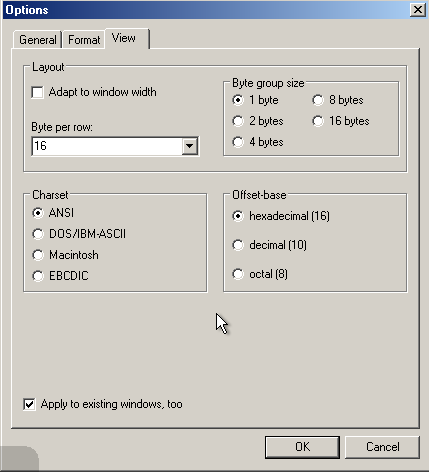 Options
General Format View
Layout
Adapt to window width
Byte per row:
16
Byte group size
1 byte 8 bytes
2 bytes 16 bytes
4 bytes
Charset
ANSI
DOS/IBM-ASCII
Macintosh
EBCDIC
Offset-base
hexadecimal (16)
decimal (10)
octal (8)
Apply to existing windows, too
OK Cancel